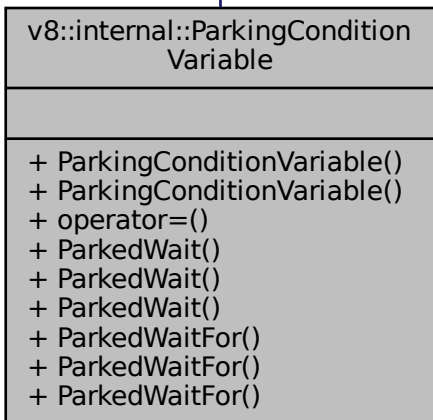 v8::internal::ParkingCondition
Variable
+ ParkingConditionVariable()
+ ParkingConditionVariable()
+ operator=()
+ ParkedWait()
+ ParkedWait()
+ ParkedWait()
+ ParkedWaitFor()
+ ParkedWaitFor()
+ ParkedWaitFor()